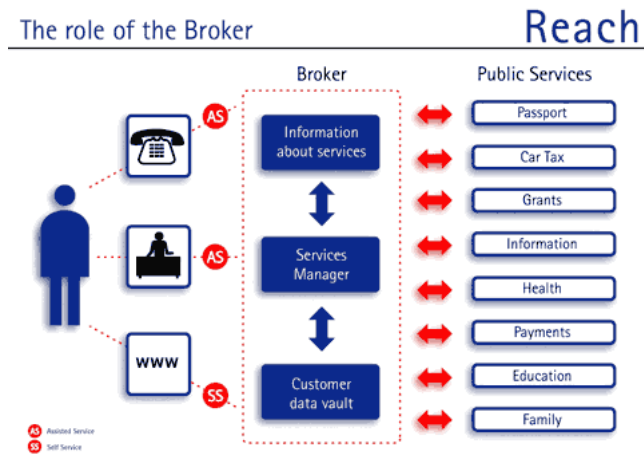 The role of the Broker
Reach
Broker
Public Services
AS
Information
about services
Passport
Car Tax
Grants
AS
Services
Manager
Information
Health
www
SS
Customer
data vault
Payments
Education
Family
AS Assisted Service
SS Self Service